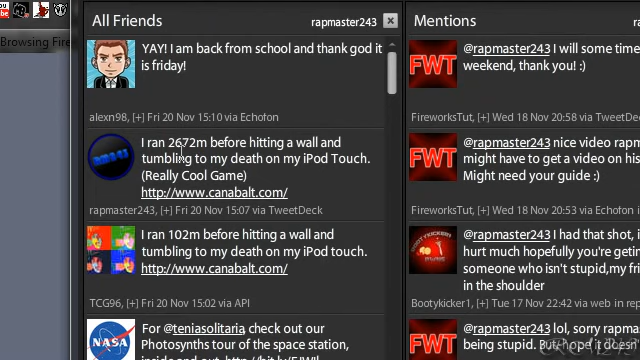 You
Browsing Fire
All Friends
rapmaster243
YAY! I am back from school and thank god it
is friday!
alexn98, [+] Fri 20 Nov 15:10 via Echofon
I ran 2672m before hitting a wall and
tumbling to my death on my iPod Touch.
(Really Cool Game)
http://www.canabalt.com/
rapmaster243, [+] Fri 20 Nov 15:07 via TweetDeck
I ran 102m before hitting a wall and
tumbling to my death on my iPod touch.
http://www.canabalt.com/
TCG96, [+] Fri 20 Nov 15:02 via API
NASA
For @teniasolitaria, check out our
Photosynths tour of the space station,
Mentions
FWT
@rapmaster243 I will some time
weekend, thank you! :)
FireworksTut, [+] Wed 18 Nov 20:58 via TweetDec
FWT
@rapmaster243 nice video rapm
might have to get a video on his
Might need your guide :)
FireworksTut, [+] Wed 18 Nov 20:53 via Echofon i
@rapmaster243 I had that shot, i
hurt much hopefully you're getin
someone who isn't stupid,my fri
in the shoulder
Bootykicker1, [+] Tue 17 Nov 22:42 via web in rep
FWT
@rapmaster243 lol, sorry rapmas
being stupid.